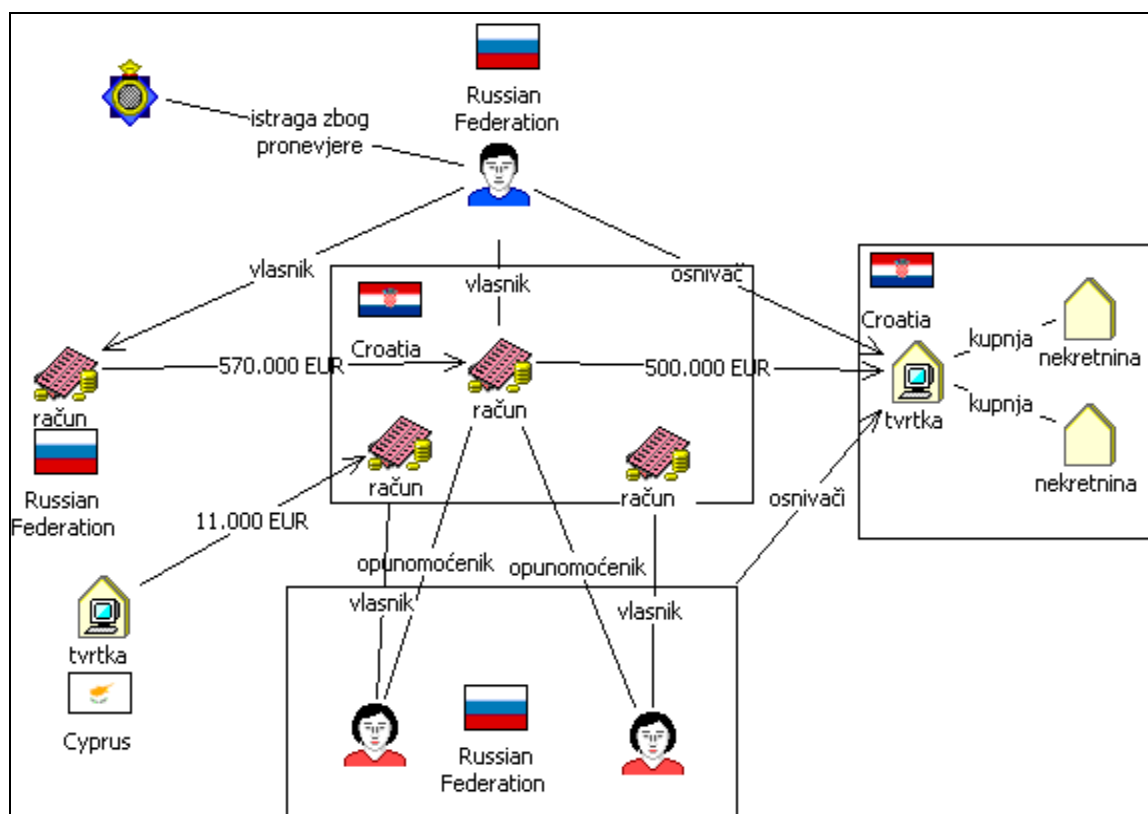 Russian
Federation
istraga zbog
pronevjere
vlasnik
vlasnik
osnivač
Croatia
Croatia
kupnja
nekretnina
570.000 EUR
500.000 EUR
račun
račun
tvrtka
kupnja
nekretnina
račun
račun
Russian
Federation
11.000 EUR
osnivači
opunomoćenik
opunomoćenik
vlasnik
vlasnik
tvrtka
Cyprus
Russian
Federation